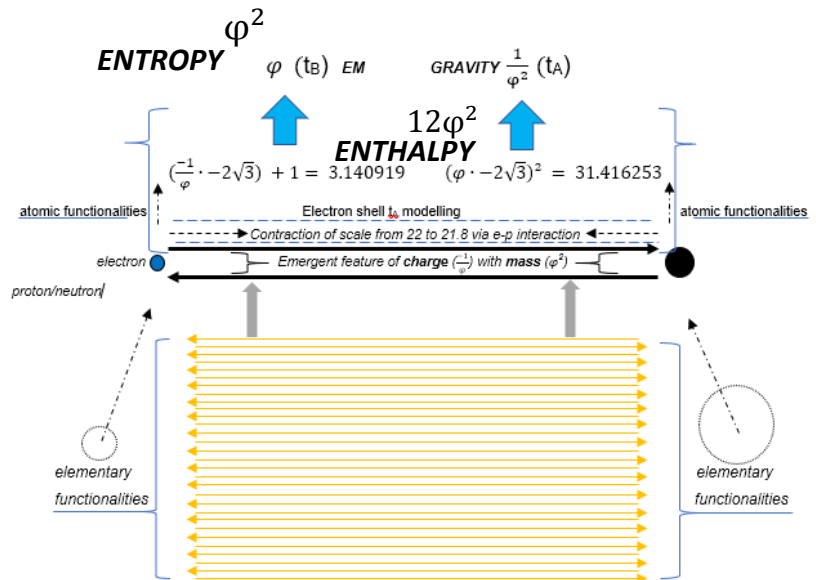 φ²
ENTROPY
φ (tB) EM
GRAVITY 1/φ² (tA)
12φ²
ENTHALPY
(−1/φ · −2√3) + 1 = 3.140919
(φ · −2√3)² = 31.416253
atomic functionalities
Electron shell t₀ modelling
atomic functionalities
Contraction of scale from 22 to 21.8 via e-p interaction
electron
Emergent feature of charge (−1/φ) with mass (φ²)
proton/neutron/
elementary
functionalities
elementary
functionalities